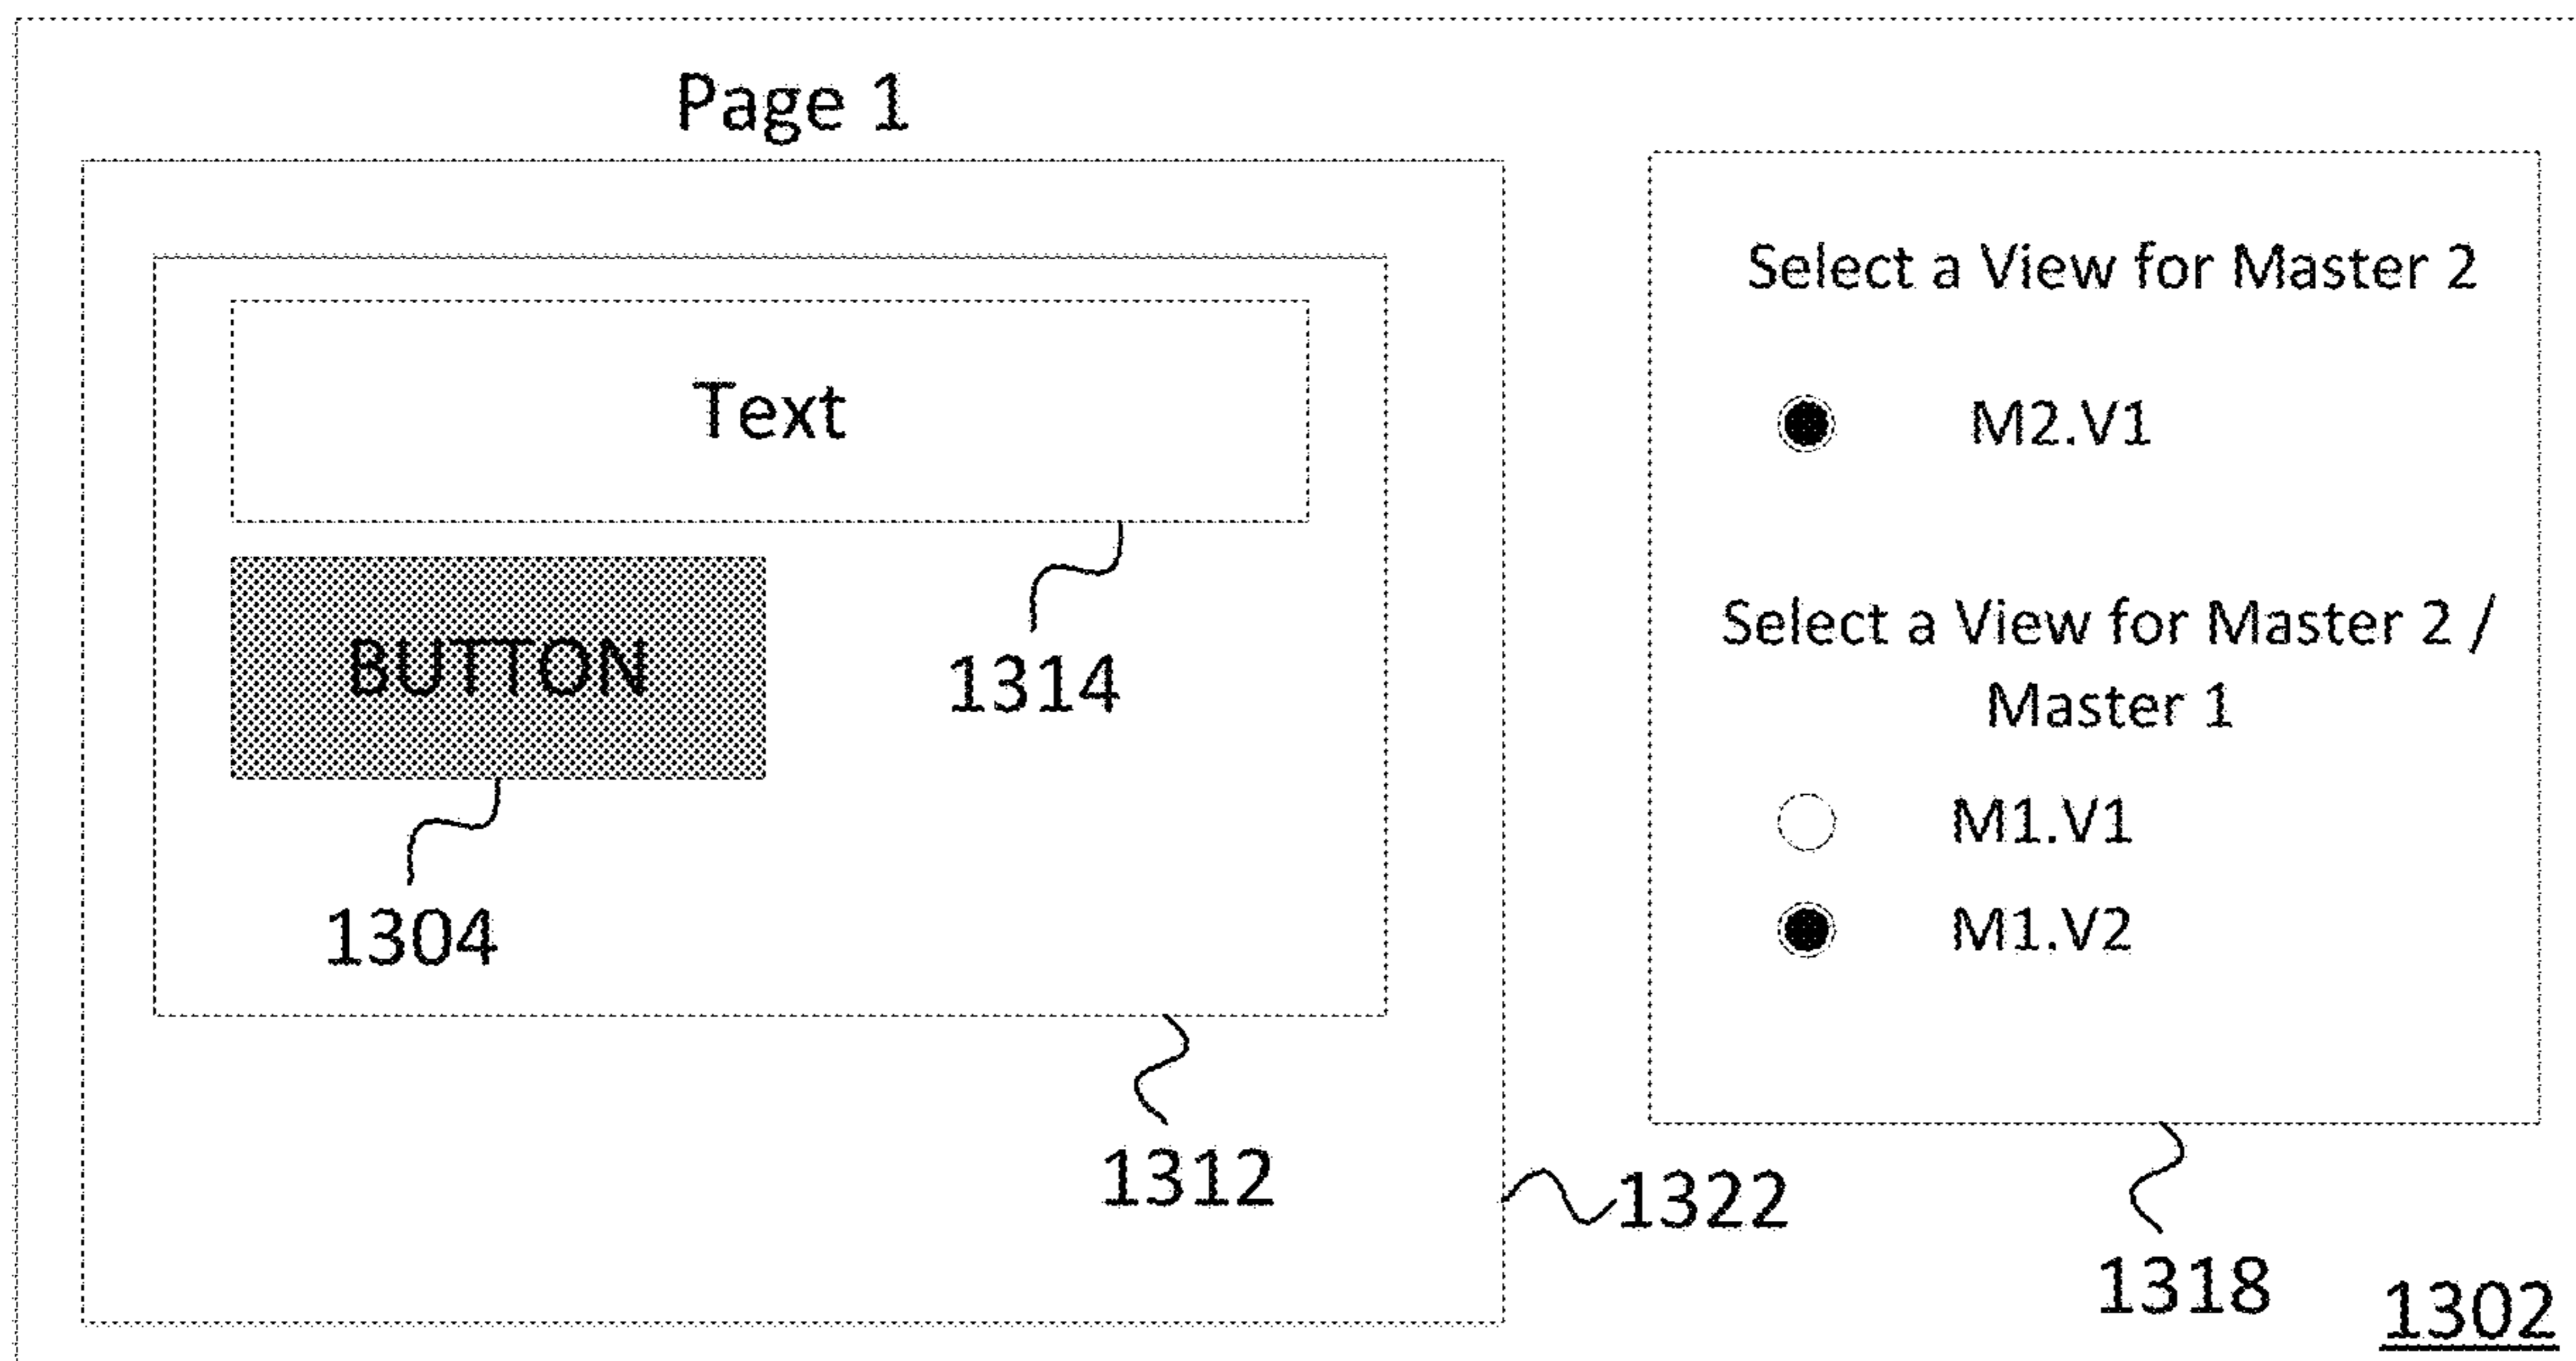 Page 1
Text
1314
BUTTON
1304
1312
1322
Select a View for Master 2
M2.V1
Select a View for Master 2 /
Master 1
M1.V1
M1.V2
1318
1302